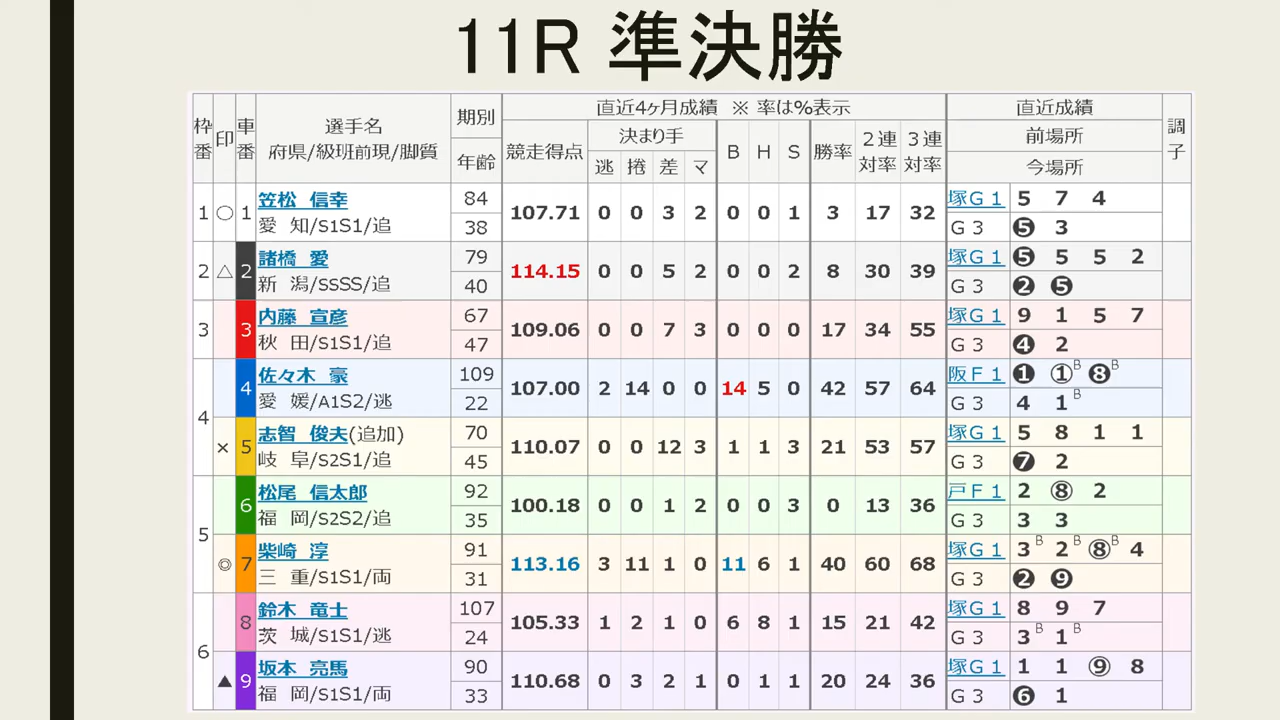 11R 準決勝
枠番 印 車番 選手名 府県/級班前現/脚質 期別 年齢 直近4ヶ月成績 ※ 率は%表示 直近成績 調子
競走得点 決まり手 B H S 勝率 2連対率 3連対率 前場所
逃 捲 差 マ 今場所
1 ○ 1 笠松 信幸 84 107.71 0 0 3 2 0 0 1 3 17 32 塚G1 5 7 4
愛 知/S1S1/追 38 G3 ❺ 3
2 △ 2 諸橋 愛 79 114.15 0 0 5 2 0 0 2 8 30 39 塚G1 ❺ 5 5 2
新 潟/SSSS/追 40 G3 ❷ ❺
3 3 内藤 宣彦 67 109.06 0 0 7 3 0 0 0 17 34 55 塚G1 9 1 5 7
秋 田/S1S1/追 47 G3 ❹ 2
4 4 佐々木 豪 109 107.00 2 14 0 0 14 5 0 42 57 64 阪F1 ❶ ①B ❽B
愛 媛/A1S2/逃 22 G3 4 1B
× 5 志智 俊夫(追加) 70 110.07 0 0 12 3 1 1 3 21 53 57 塚G1 5 8 1 1
岐 阜/S2S1/追 45 G3 ❼ 2
5 6 松尾 信太郎 92 100.18 0 0 1 2 0 0 3 0 13 36 戸F1 2 ⑧ 2
福 岡/S2S2/追 35 G3 3 3
◎ 7 柴崎 淳 91 113.16 3 11 1 0 11 6 1 40 60 68 塚G1 3B 2B ⑧B 4
三 重/S1S1/両 31 G3 ❷ ❾
6 8 鈴木 竜士 107 105.33 1 2 1 0 6 8 1 15 21 42 塚G1 8 9 7
茨 城/S1S1/逃 24 G3 3B 1B
▲ 9 坂本 亮馬 90 110.68 0 3 2 1 0 1 1 20 24 36 塚G1 1 1 ⑨ 8
福 岡/S1S1/両 33 G3 ❻ 1